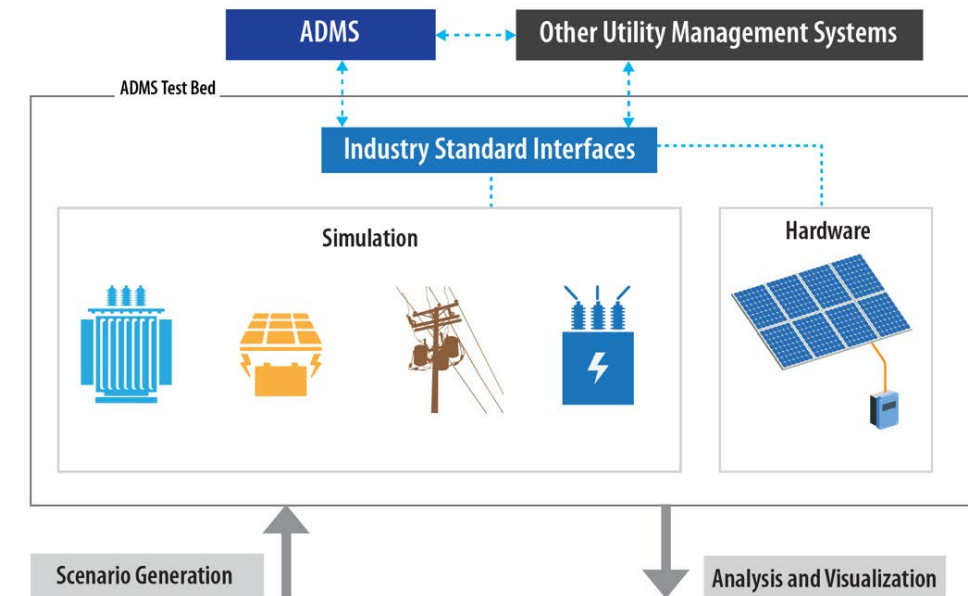 ADMS
Other Utility Management Systems
ADMS Test Bed
Industry Standard Interfaces
Simulation
Hardware
Scenario Generation
Analysis and Visualization